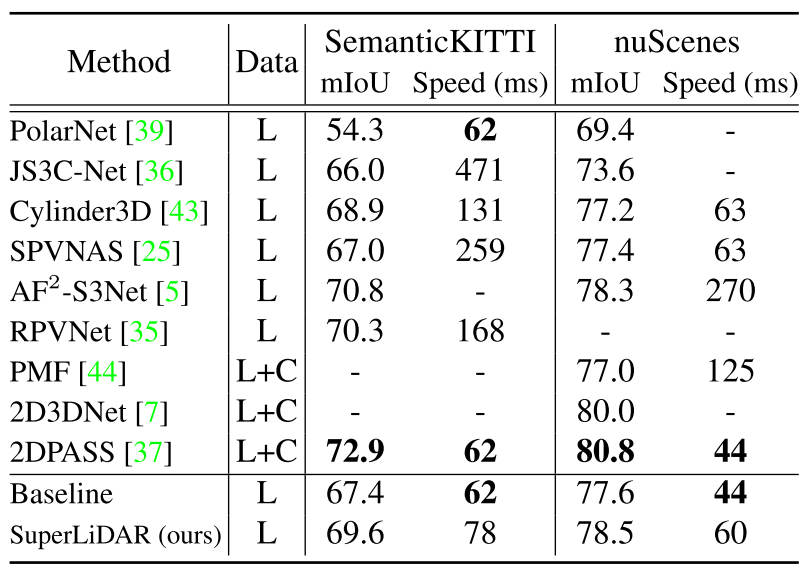 Method Data SemanticKITTI nuScenes
mIoU Speed (ms) mIoU Speed (ms)
PolarNet [39] L 54.3 62 69.4 -
JS3C-Net [36] L 66.0 471 73.6 -
Cylinder3D [43] L 68.9 131 77.2 63
SPVNAS [25] L 67.0 259 77.4 63
AF²-S3Net [5] L 70.8 - 78.3 270
RPVNet [35] L 70.3 168 - -
PMF [44] L+C - - 77.0 125
2D3DNet [7] L+C - - 80.0 -
2DPASS [37] L+C 72.9 62 80.8 44
Baseline L 67.4 62 77.6 44
SuperLiDAR (ours) L 69.6 78 78.5 60